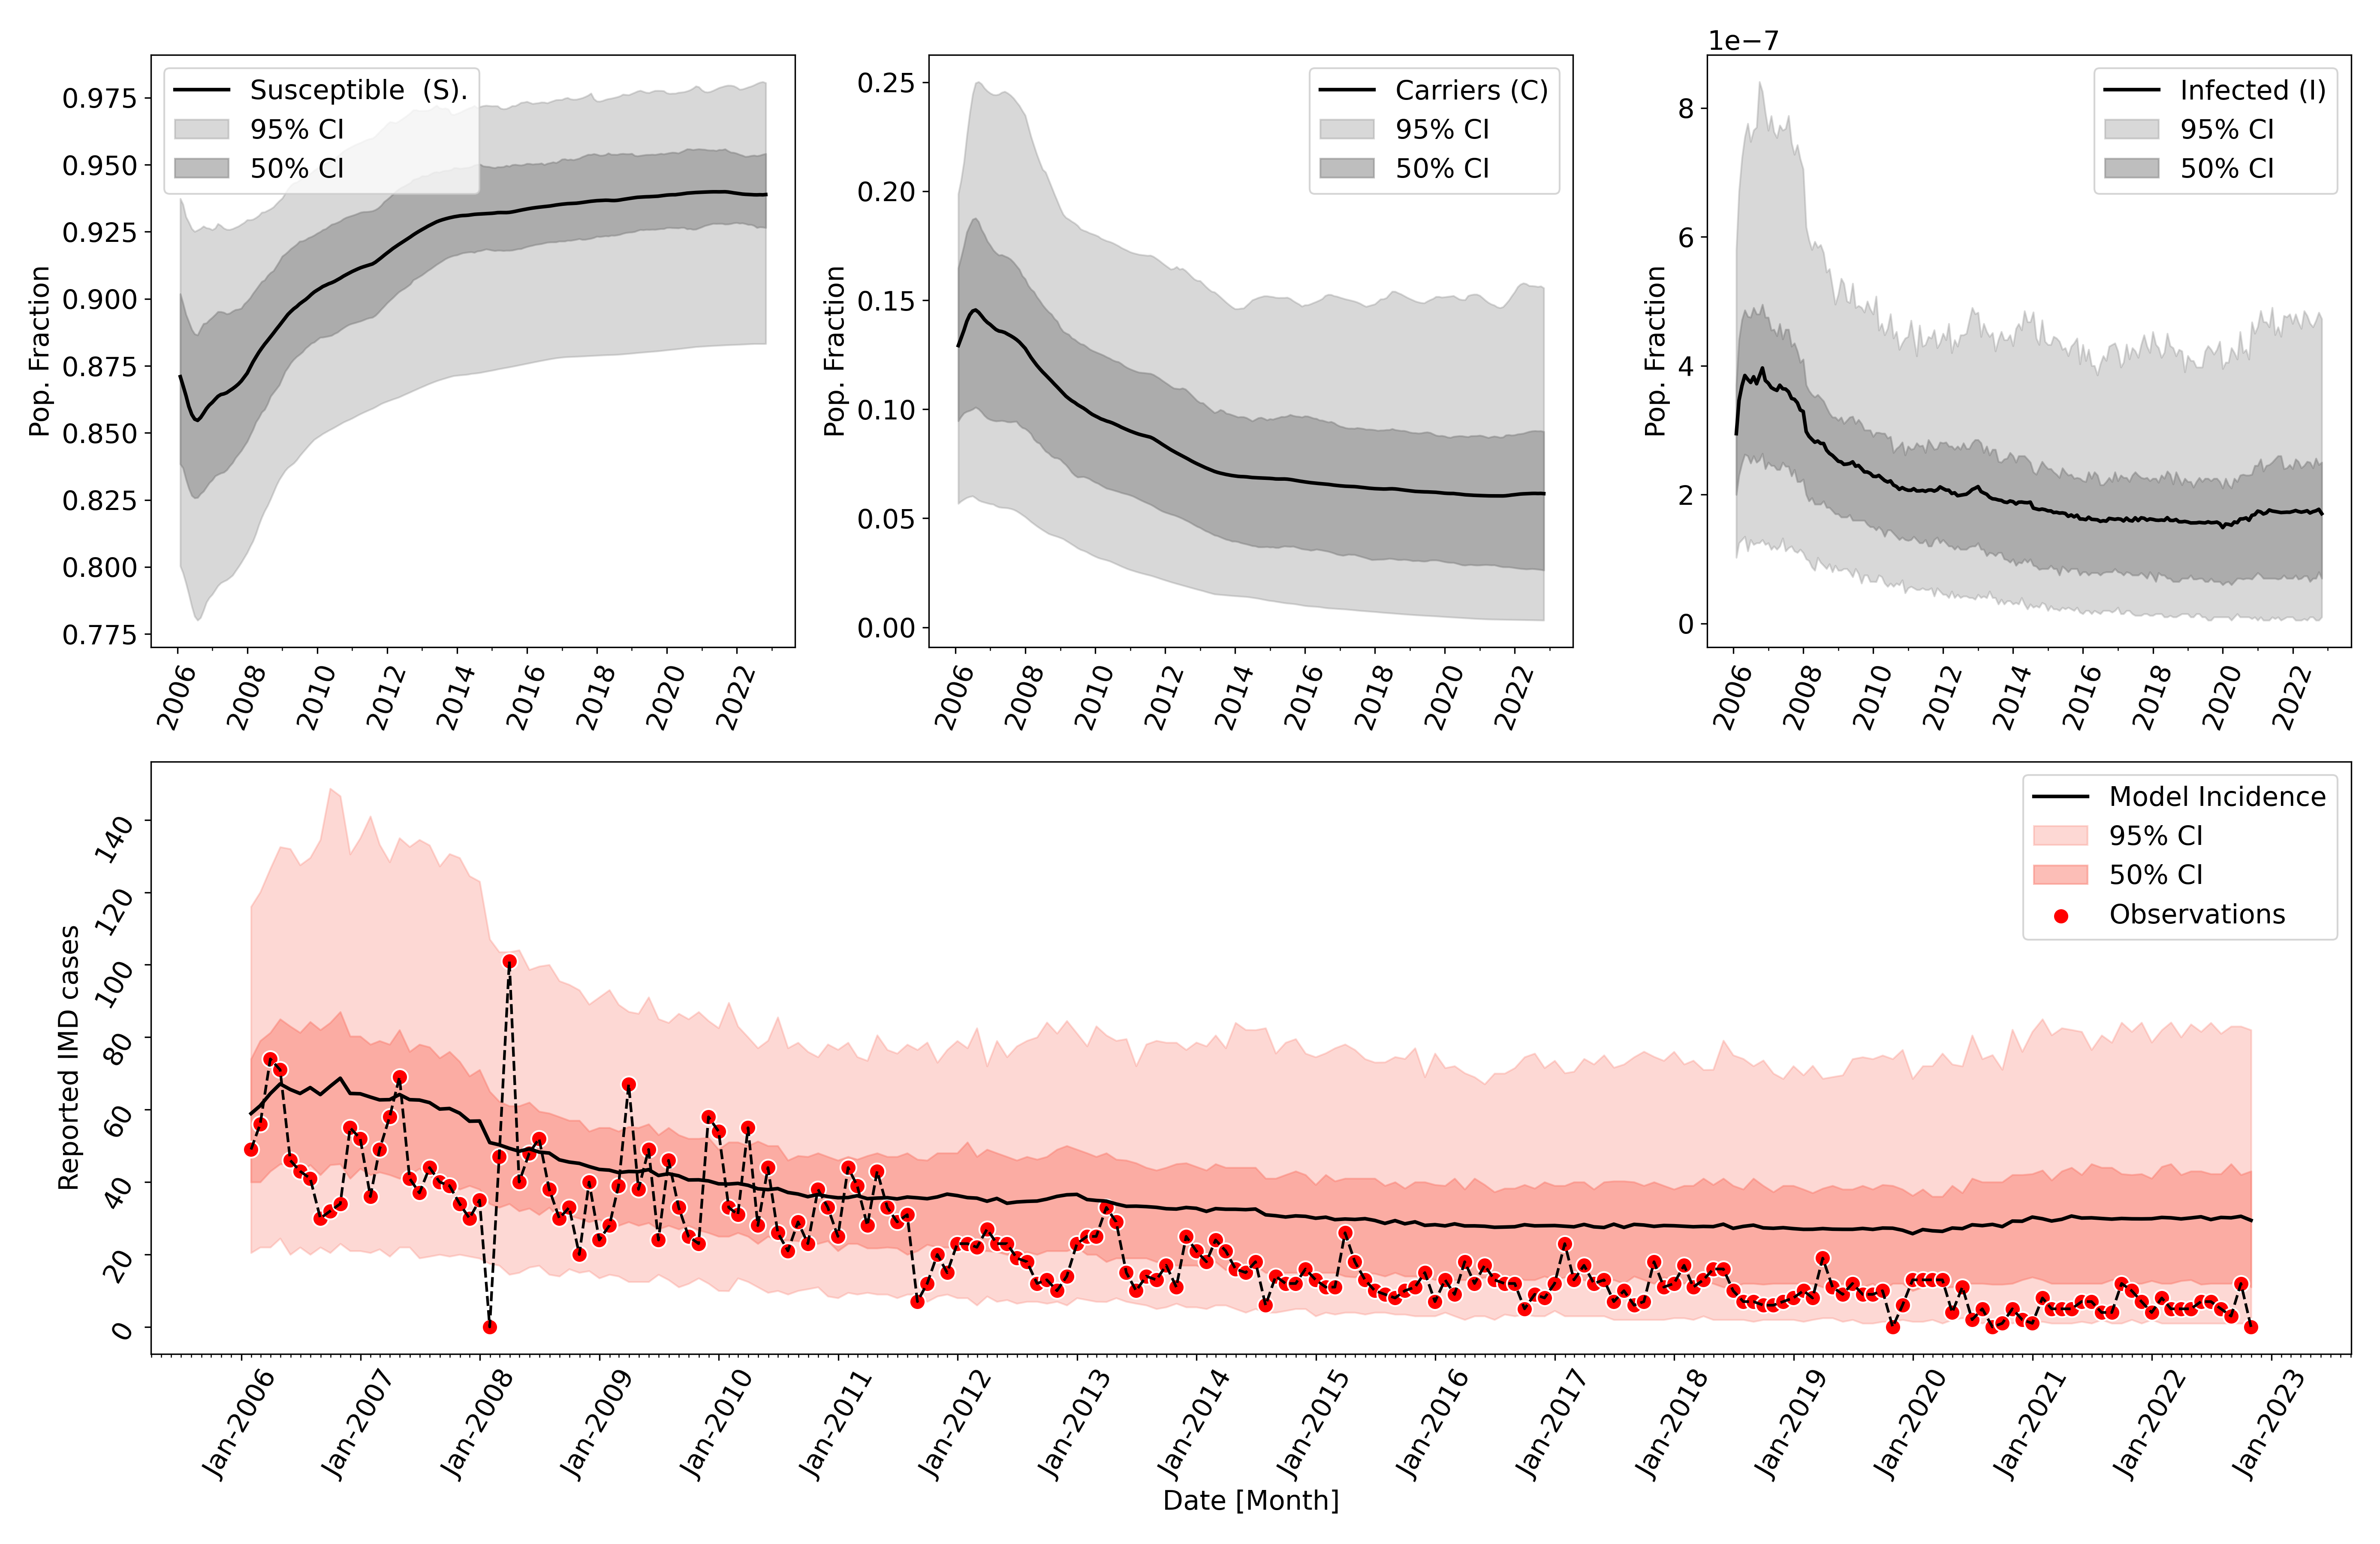 Pop. Fraction
0.975
0.950
0.925
0.900
0.875
0.850
0.825
0.800
0.775
Susceptible  (S).
95% CI
50% CI
2006
2008
2010
2012
2014
2016
2018
2020
2022
Pop. Fraction
0.25
0.20
0.15
0.10
0.05
0.00
Carriers (C)
95% CI
50% CI
2006
2008
2010
2012
2014
2016
2018
2020
2022
1e−7
Pop. Fraction
8
6
4
2
0
Infected (I)
95% CI
50% CI
2006
2008
2010
2012
2014
2016
2018
2020
2022
Reported IMD cases
140
120
100
80
60
40
20
0
Model Incidence
95% CI
50% CI
Observations
Jan-2006
Jan-2007
Jan-2008
Jan-2009
Jan-2010
Jan-2011
Jan-2012
Jan-2013
Jan-2014
Jan-2015
Jan-2016
Jan-2017
Jan-2018
Jan-2019
Jan-2020
Jan-2021
Jan-2022
Jan-2023
Date [Month]